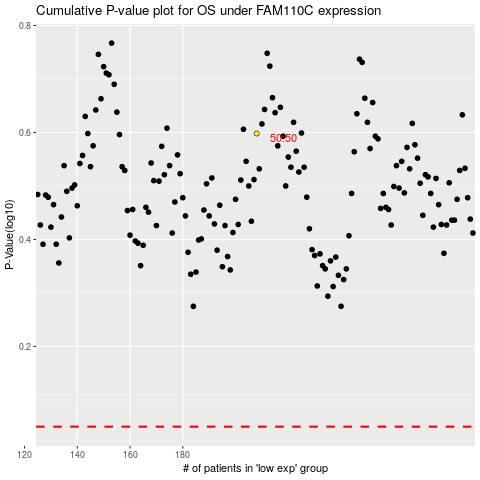 Cumulative P-value plot for OS under FAM110C expression
0.8
0.6
0.4
0.2
P-Value(log10)
50:50
120 140 160 180
# of patients in 'low exp' group